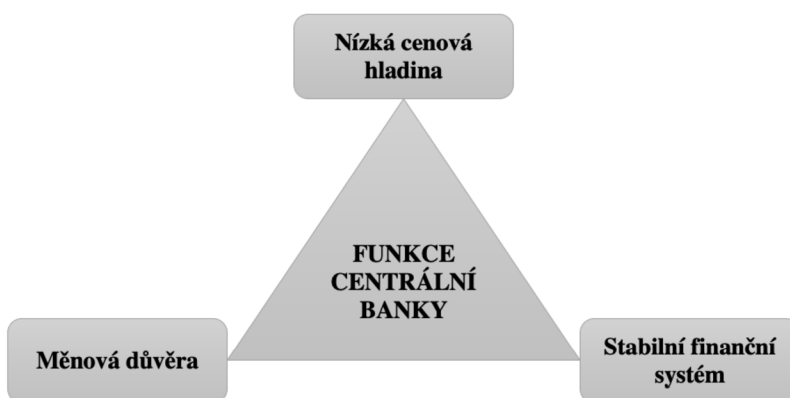 Nízká cenová
hladina
FUNKCE
CENTRÁLNÍ
BANKY
Měnová důvěra
Stabilní finanční
systém